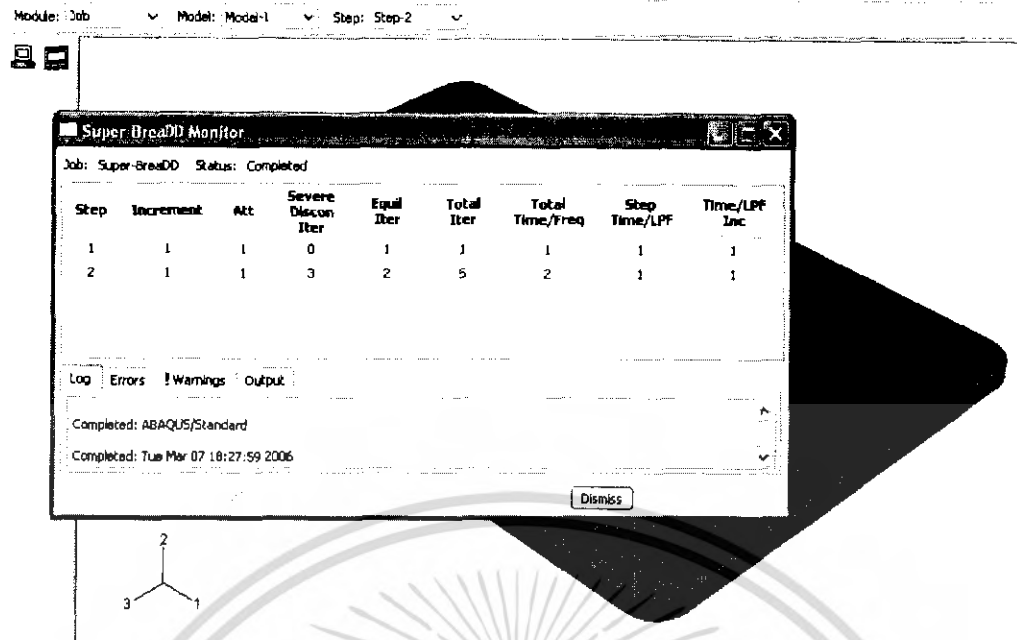 Module: Job Model: Model-1 Step: Step-2
Super-BreaDD Monitor
Job: Super-BreaDD Status: Completed
Step Increment Att Severe Discon Iter Equil Iter Total Iter Total Time/Freq Step Time/LPF Time/LPF Inc
1 1 1 0 1 1 1 1 1
2 1 1 3 2 5 2 1 1
Log Errors ! Warnings Output
Completed: ABAQUS/Standard
Completed: Tue Mar 07 18:27:59 2006
Dismiss
2
3 1